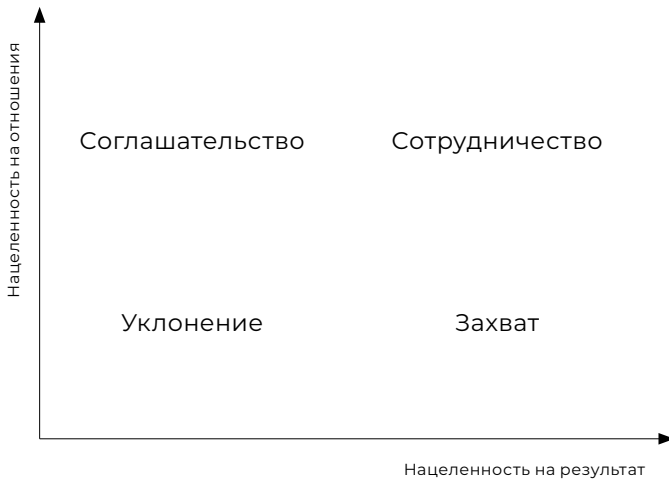 Нацеленность на отношения
Соглашательство
Сотрудничество
Уклонение
Захват
Нацеленность на результат